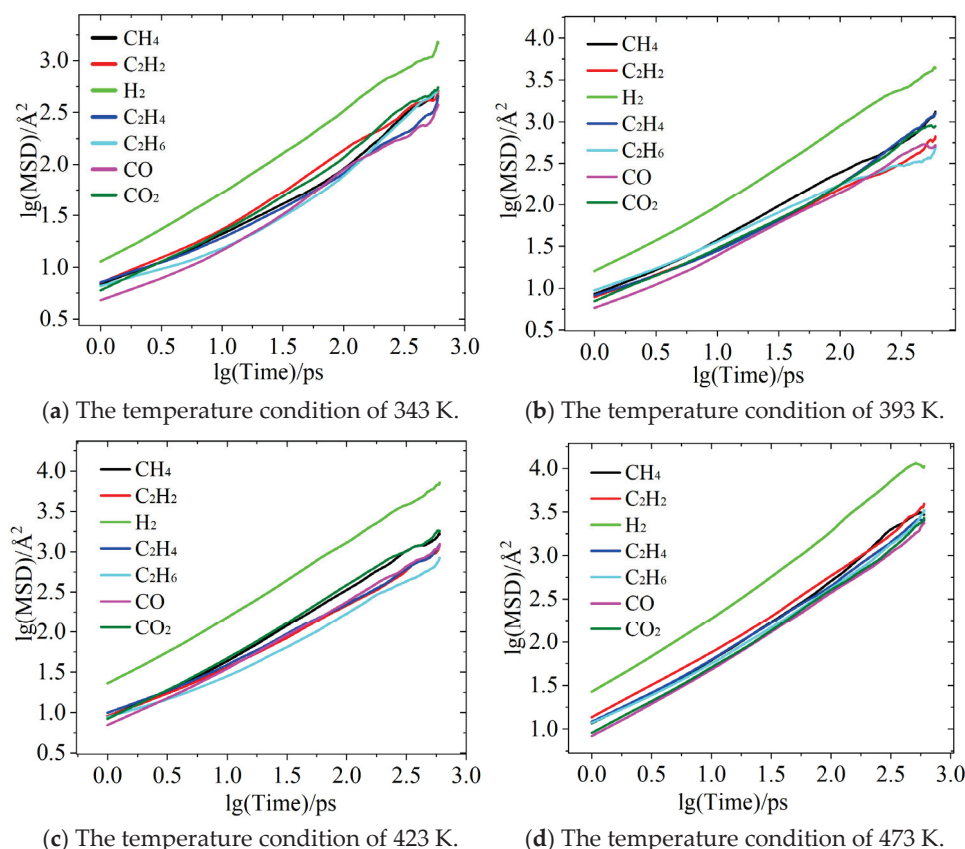 lg(MSD)/Å²
3.0
2.5
2.0
1.5
1.0
0.5
CH₄
C₂H₂
H₂
C₂H₄
C₂H₆
CO
CO₂
0.0 0.5 1.0 1.5 2.0 2.5 3.0
lg(Time)/ps
(a) The temperature condition of 343 K.
lg(MSD)/Å²
4.0
3.5
3.0
2.5
2.0
1.5
1.0
0.5
CH₄
C₂H₂
H₂
C₂H₄
C₂H₆
CO
CO₂
0.0 0.5 1.0 1.5 2.0 2.5
lg(Time)/ps
(b) The temperature condition of 393 K.
lg(MSD)/Å²
4.0
3.5
3.0
2.5
2.0
1.5
1.0
0.5
CH₄
C₂H₂
H₂
C₂H₄
C₂H₆
CO
CO₂
0.0 0.5 1.0 1.5 2.0 2.5 3.0
lg(Time)/ps
(c) The temperature condition of 423 K.
lg(MSD)/Å²
4.0
3.5
3.0
2.5
2.0
1.5
1.0
CH₄
C₂H₂
H₂
C₂H₄
C₂H₆
CO
CO₂
0.0 0.5 1.0 1.5 2.0 2.5 3.0
lg(Time)/ps
(d) The temperature condition of 473 K.